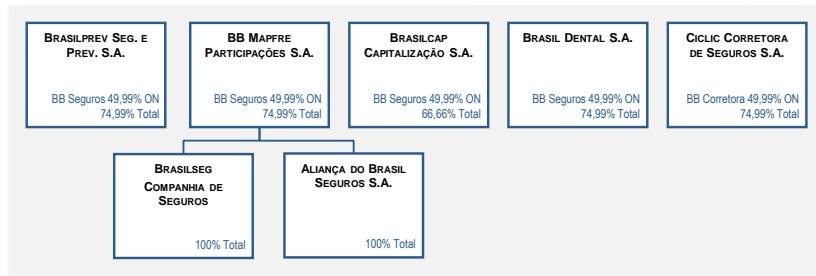 BRASILPREV SEG. E
PREV. S.A.
BB Seguros 49,99% ON
74,99% Total
BB MAPFRE
PARTICIPAÇÕES S.A.
BB Seguros 49,99% ON
74,99% Total
BRASILCAP
CAPITALIZAÇÃO S.A.
BB Seguros 49,99% ON
66,66% Total
BRASIL DENTAL S.A.
BB Seguros 49,99% ON
74,99% Total
CICLIC CORRETORA
DE SEGUROS S.A.
BB Corretora 49,99% ON
74,99% Total
BRASILSEG
COMPANHIA DE
SEGUROS
100% Total
ALIANÇA DO BRASIL
SEGUROS S.A.
100% Total